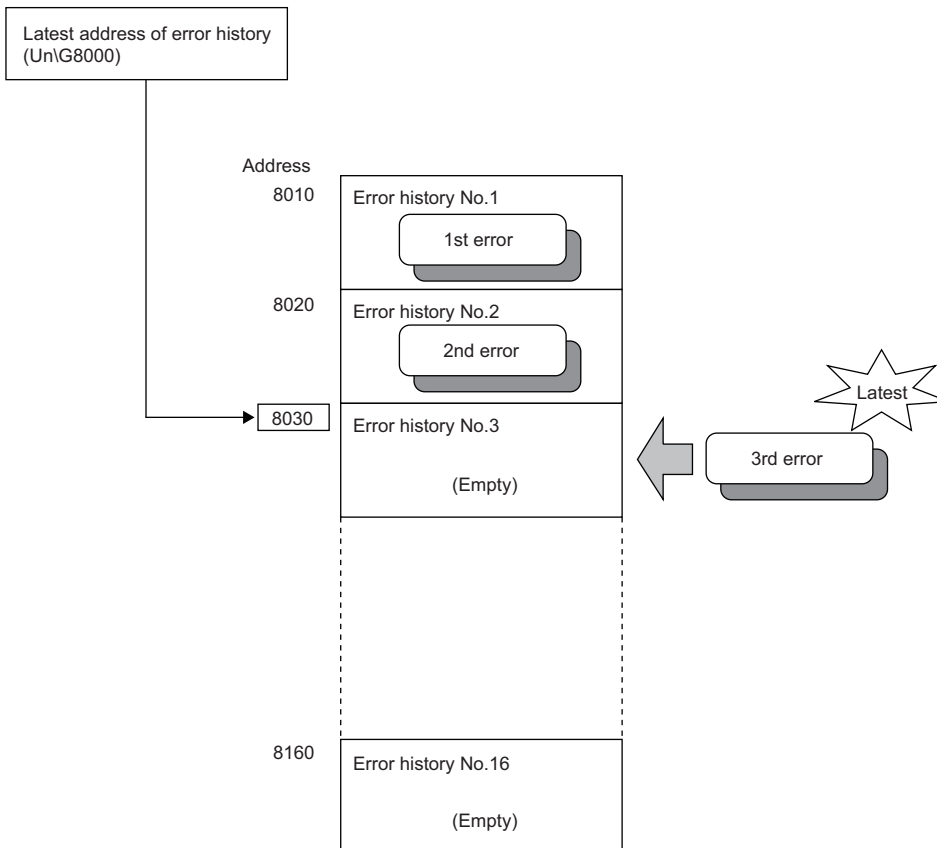 Latest address of error history
(Un\G8000)
Address
8010
Error history No.1
1st error
8020
Error history No.2
2nd error
Latest
8030
Error history No.3
3rd error
(Empty)
8160
Error history No.16
(Empty)